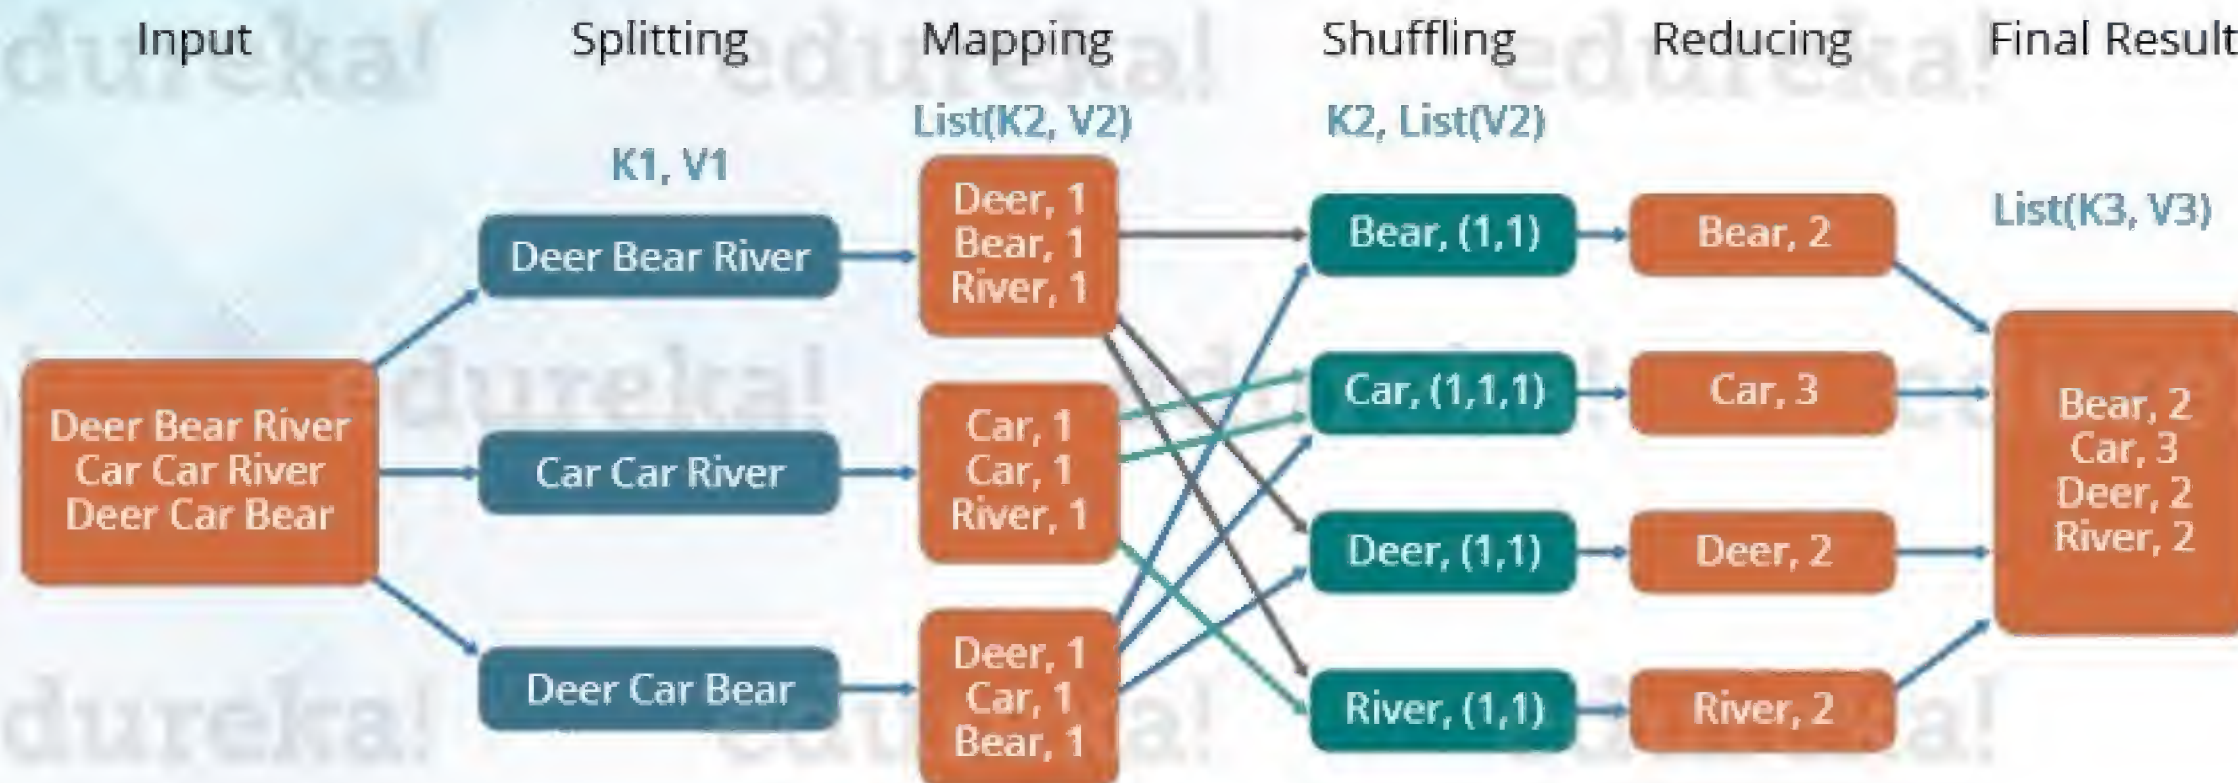 Input
Splitting
Mapping
Shuffling
Reducing
Final Result
K1, V1
List(K2, V2)
K2, List(V2)
List(K3, V3)
Deer Bear River
Car Car River
Deer Car Bear
Deer Bear River
Car Car River
Deer Car Bear
Deer, 1
Bear, 1
River, 1
Car, 1
Car, 1
River, 1
Deer, 1
Car, 1
Bear, 1
Bear, (1,1)
Car, (1,1,1)
Deer, (1,1)
River, (1,1)
Bear, 2
Car, 3
Deer, 2
River, 2
Bear, 2
Car, 3
Deer, 2
River, 2
edureka!
edureka!
edureka!
edureka!